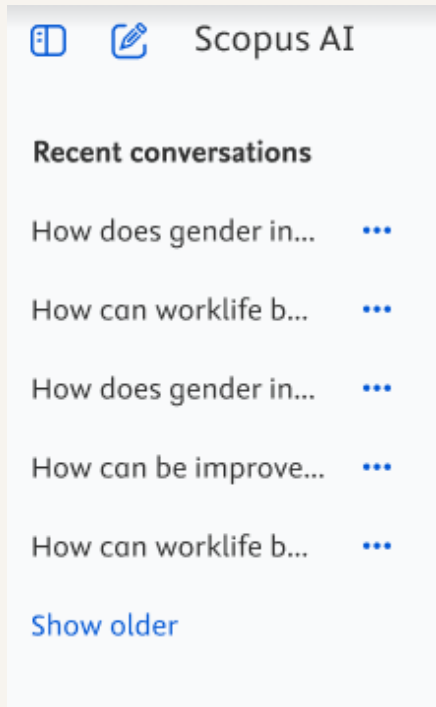 Scopus AI
Recent conversations
How does gender in...
How can worklife b...
How does gender in...
How can be improve...
How can worklife b...
Show older